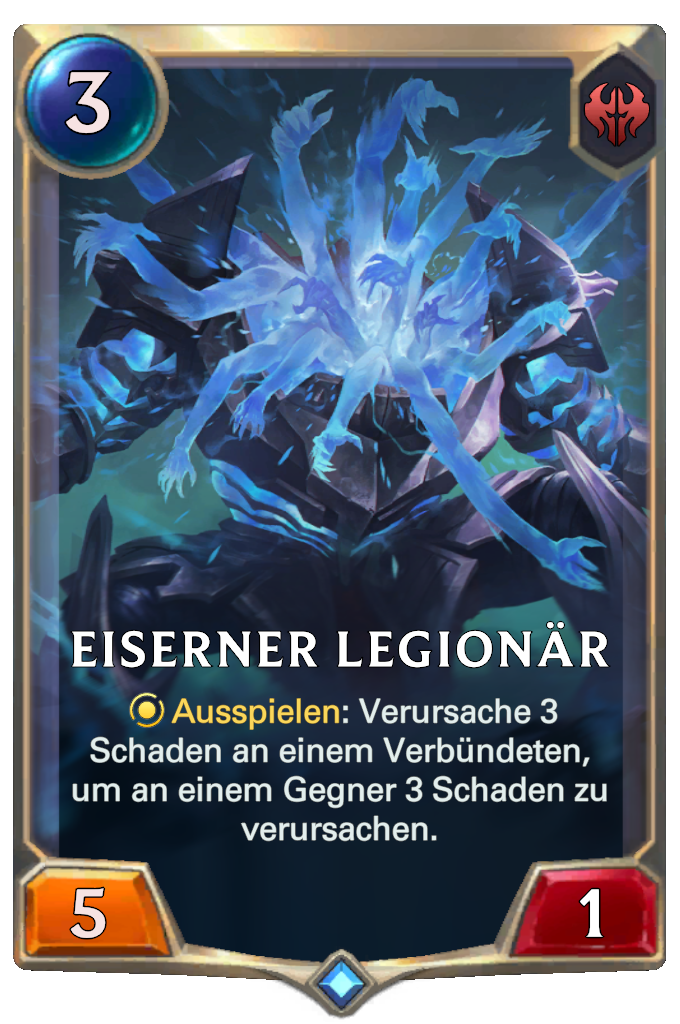 3
EISERNER LEGIONÄR
Ausspielen: Verursache 3
Schaden an einem Verbündeten,
um an einem Gegner 3 Schaden zu
verursachen.
5
1